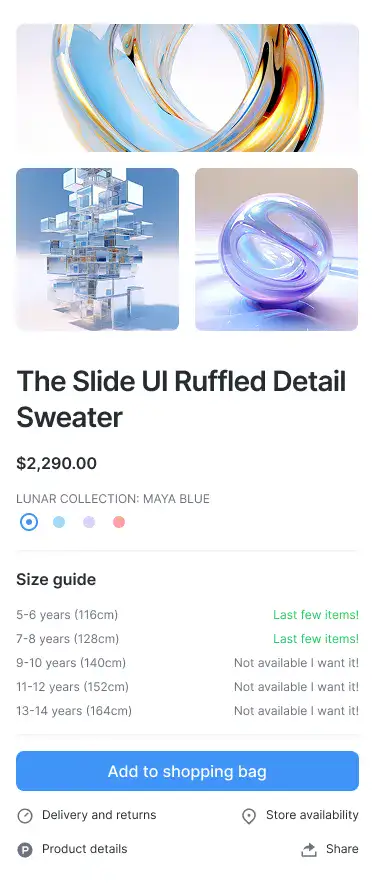 The Slide UI Ruffled Detail
Sweater
$2,290.00
LUNAR COLLECTION: MAYA BLUE
Size guide
5-6 years (116cm) Last few items!
7-8 years (128cm) Last few items!
9-10 years (140cm) Not available I want it!
11-12 years (152cm) Not available I want it!
13-14 years (164cm) Not available I want it!
Add to shopping bag
Delivery and returns Store availability
P Product details Share